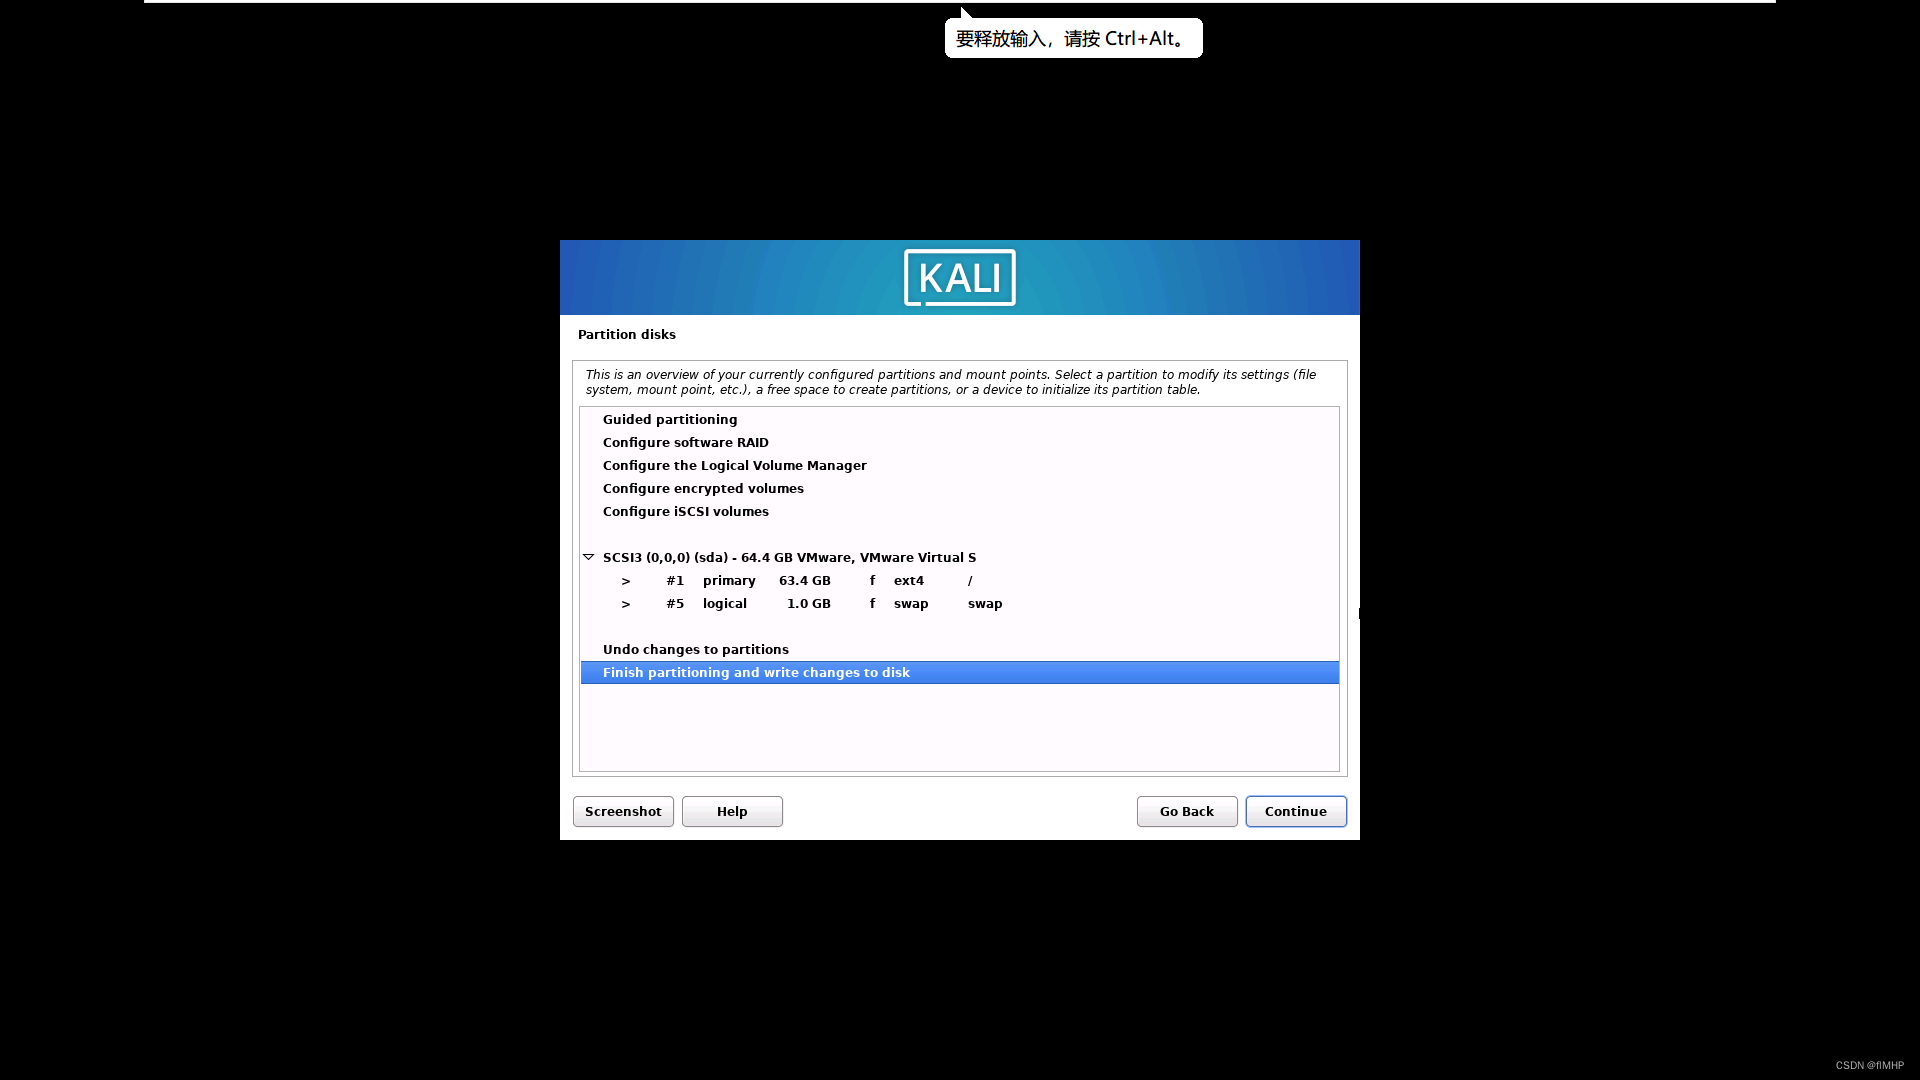 要释放输入，请按 Ctrl+Alt。
KALI
Partition disks
This is an overview of your currently configured partitions and mount points. Select a partition to modify its settings (file
system, mount point, etc.), a free space to create partitions, or a device to initialize its partition table.
Guided partitioning
Configure software RAID
Configure the Logical Volume Manager
Configure encrypted volumes
Configure iSCSI volumes
SCSI3 (0,0,0) (sda) - 64.4 GB VMware, VMware Virtual S
> #1 primary 63.4 GB f ext4 /
> #5 logical 1.0 GB f swap swap
Undo changes to partitions
Finish partitioning and write changes to disk
Screenshot Help Go Back Continue
CSDN @flMHP